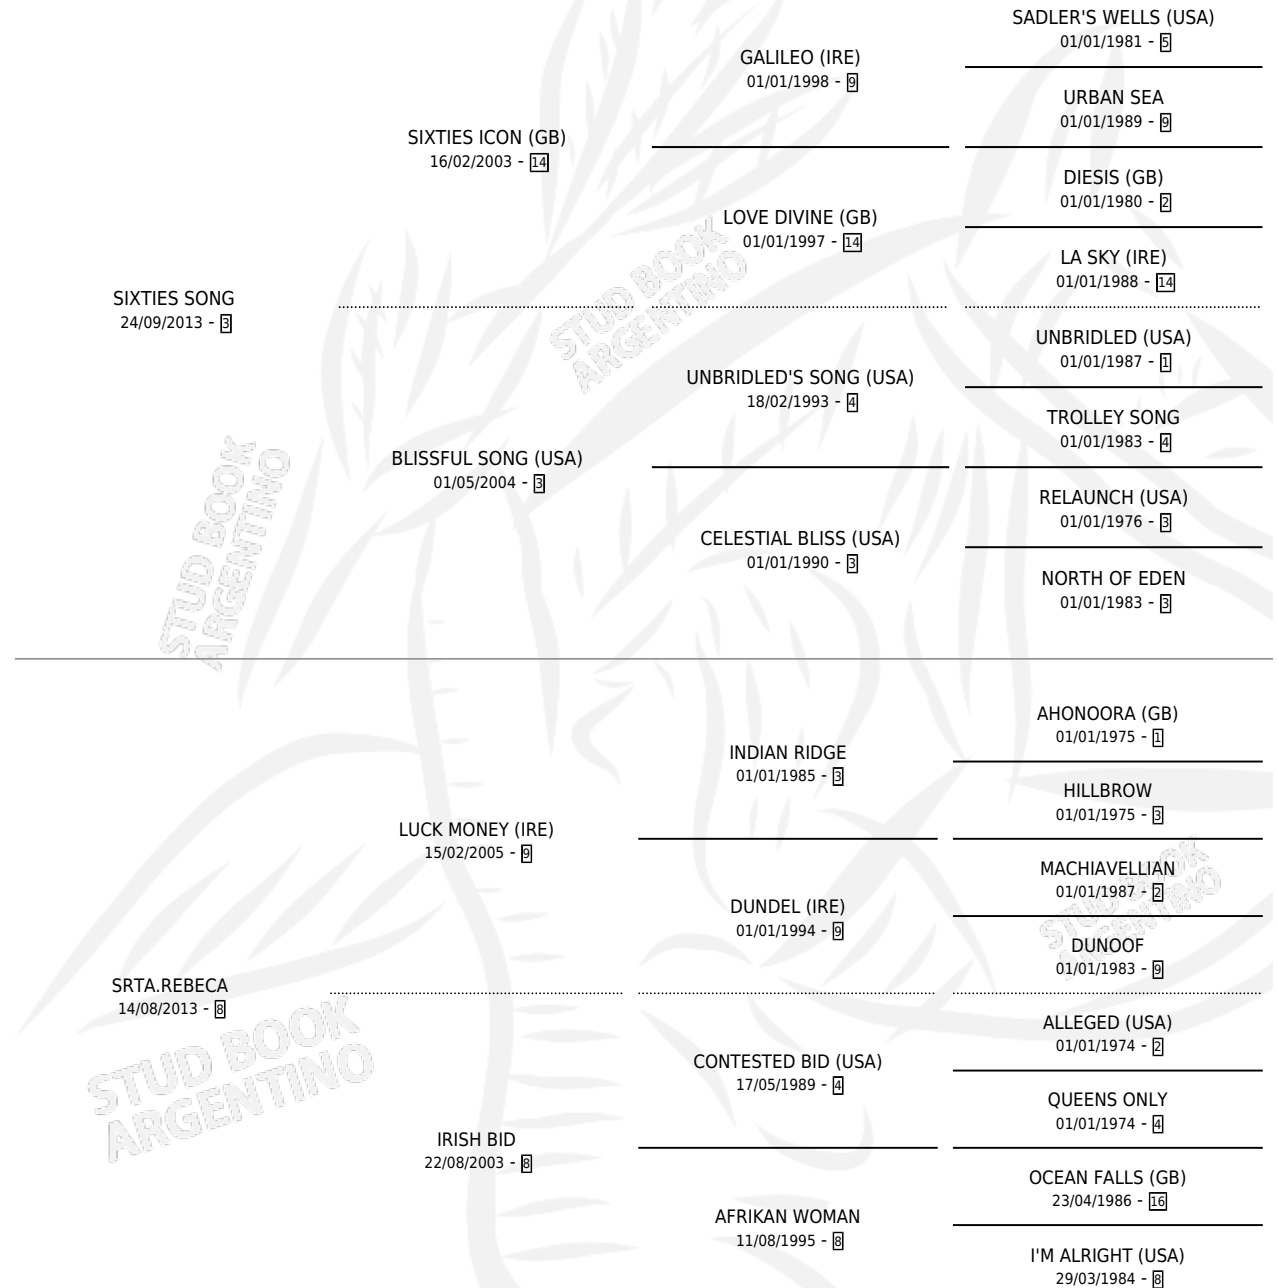 SADLER'S WELLS (USA)
01/01/1981 - 5
GALILEO (IRE)
01/01/1998 - 9
URBAN SEA
01/01/1989 - 9
SIXTIES ICON (GB)
16/02/2003 - 14
DIESIS (GB)
01/01/1980 - 2
LOVE DIVINE (GB)
01/01/1997 - 14
LA SKY (IRE)
01/01/1988 - 14
SIXTIES SONG
24/09/2013 - 3
STUD BOOK
ARGENTINO
UNBRIDLED (USA)
01/01/1987 - 1
UNBRIDLED'S SONG (USA)
18/02/1993 - 4
TROLLEY SONG
01/01/1983 - 4
BLISSFUL SONG (USA)
01/05/2004 - 3
RELAUNCH (USA)
01/01/1976 - 3
CELESTIAL BLISS (USA)
01/01/1990 - 3
NORTH OF EDEN
01/01/1983 - 3
STUD BOOK
ARGENTINO
AHONOORA (GB)
01/01/1975 - 1
INDIAN RIDGE
01/01/1985 - 3
HILLBROW
01/01/1975 - 3
LUCK MONEY (IRE)
15/02/2005 - 9
MACHIAVELLIAN
01/01/1987 - 2
STUD BOOK
ARGENTINO
DUNDEL (IRE)
01/01/1994 - 9
DUNOOF
01/01/1983 - 9
SRTA.REBECA
14/08/2013 - 8
STUD BOOK
ARGENTINO
ALLEGED (USA)
01/01/1974 - 2
CONTESTED BID (USA)
17/05/1989 - 4
QUEENS ONLY
01/01/1974 - 4
IRISH BID
22/08/2003 - 8
OCEAN FALLS (GB)
23/04/1986 - 16
AFRIKAN WOMAN
11/08/1995 - 8
I'M ALRIGHT (USA)
29/03/1984 - 8